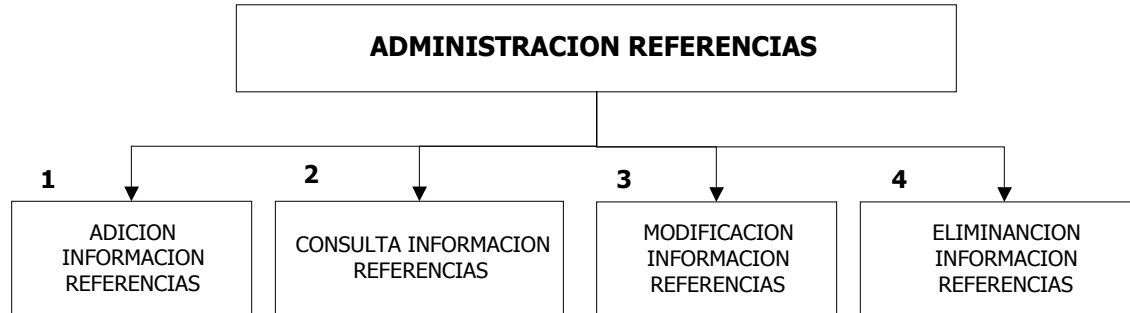 ADMINISTRACION REFERENCIAS
1
2
3
4
ADICION
INFORMACION
REFERENCIAS
CONSULTA INFORMACION
REFERENCIAS
MODIFICACION
INFORMACION
REFERENCIAS
ELIMINANCION
INFORMACION
REFERENCIAS